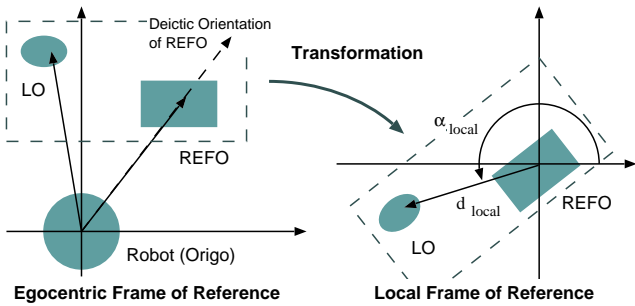 Deictic Orientation
of REFO
LO
REFO
Robot (Origo)
Egocentric Frame of Reference
Transformation
α local
d local
REFO
LO
Local Frame of Reference